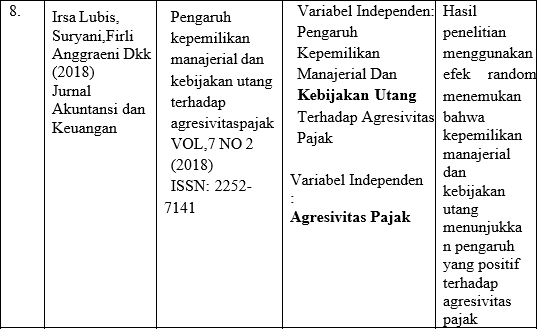 8.
Irsa Lubis,
Suryani,Firli
Anggraeni Dkk
(2018)
Jurnal
Akuntansi dan
Keuangan
Pengaruh
kepemilikan
manajerial dan
kebijakan utang
terhadap
agresivitaspajak
VOL,7 NO 2
(2018)
ISSN: 2252-
7141
Variabel Independen:
Pengaruh
Kepemilikan
Manajerial Dan
Kebijakan Utang
Terhadap Agresivitas
Pajak
Variabel Independen
:
Agresivitas Pajak
Hasil
penelitian
menggunakan
efek random
menemukan
bahwa
kepemilikan
manajerial
dan
kebijakan
utang
menunjukka
n pengaruh
yang positif
terhadap
agresivitas
pajak